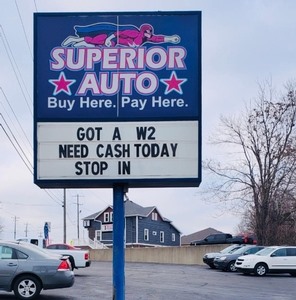 SUPERIOR
AUTO
Buy Here. Pay Here.
GOT A W2
NEED CASH TODAY
STOP IN